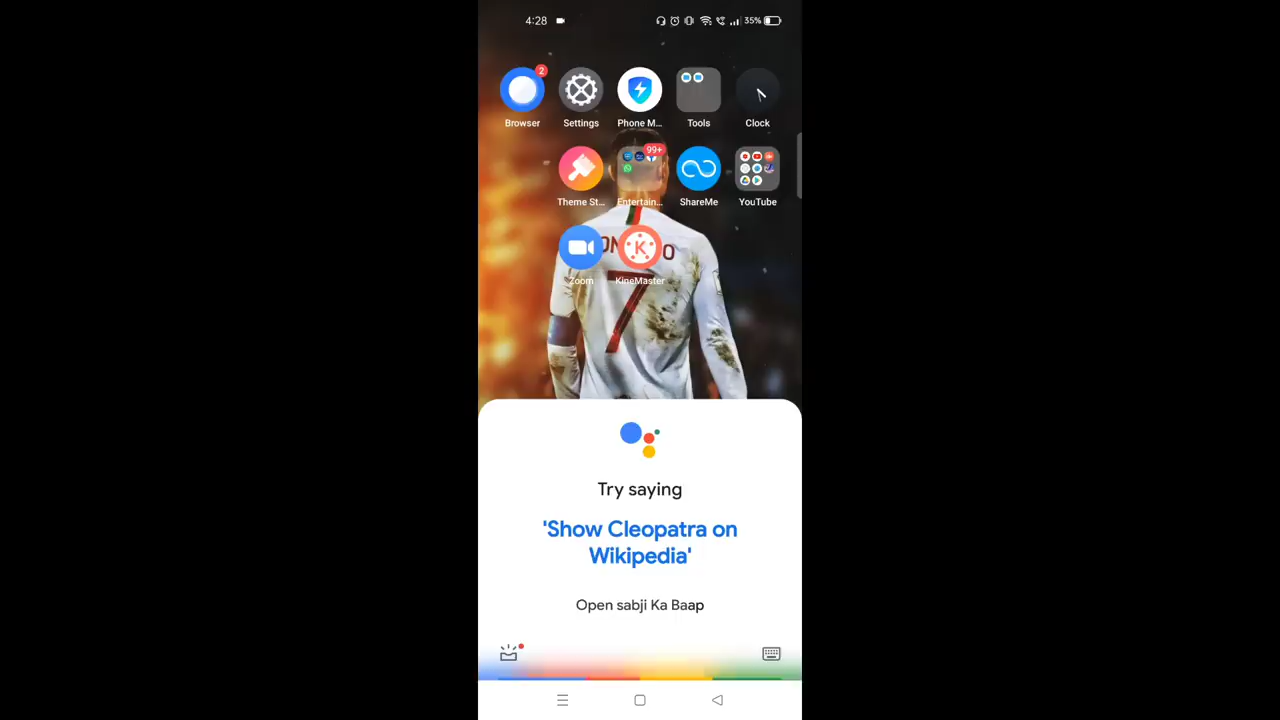 4:28
35%
2
Browser
Settings
Phone M...
Tools
Clock
99+
Theme St...
Entertain...
ShareMe
YouTube
K
Zoom
KineMaster
7
Try saying
'Show Cleopatra on
Wikipedia'
Open sabji Ka Baap